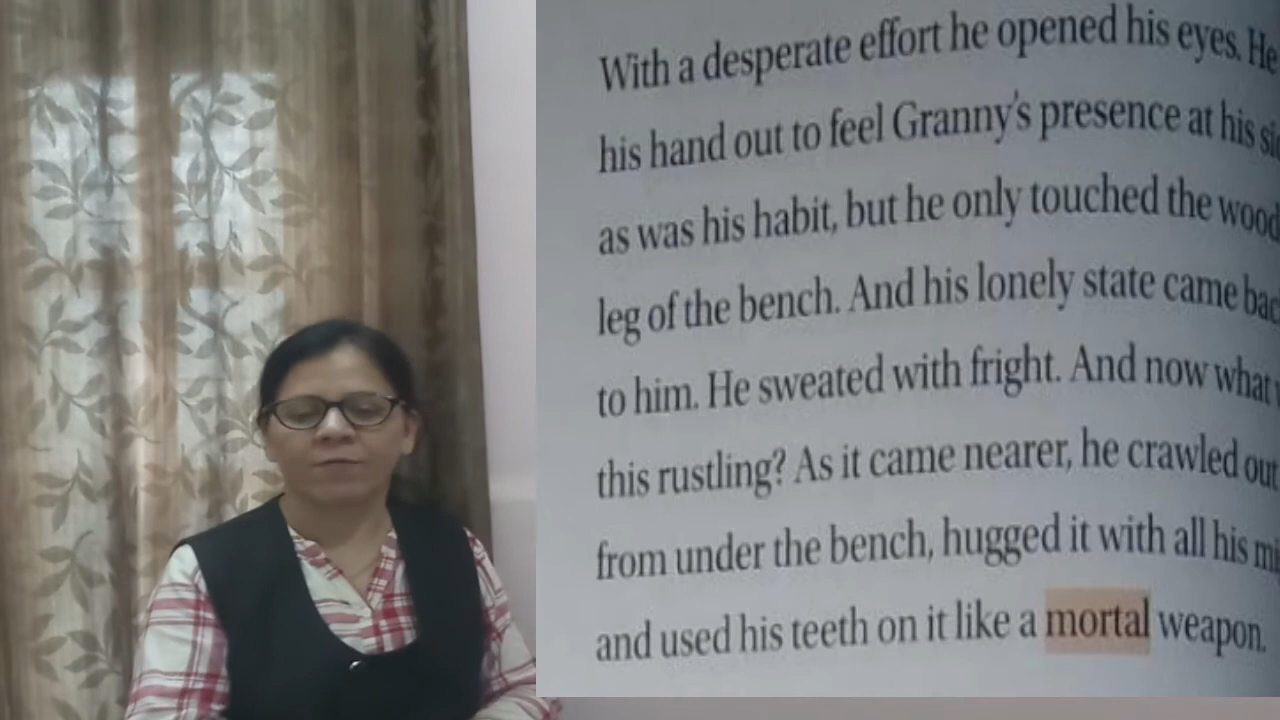 With a desperate effort he opened his eyes. He
his hand out to feel Granny's presence at his
as was his habit, but he only touched the
leg of the bench. And his lonely state came
to him. He sweated with fright. And now what
this rustling? As it came nearer, he crawled out
from under the bench, hugged it with all his
and used his teeth on it like a mortal weapon.